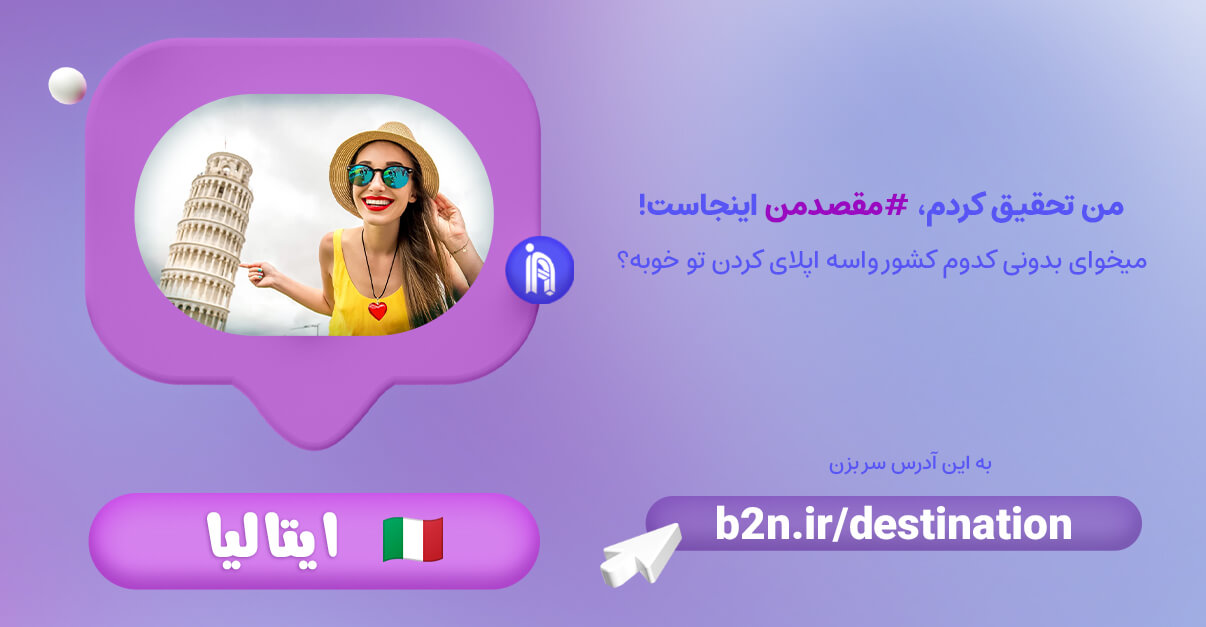 من تحقیق کردم، #مقصدمن اینجاست!
میخوای بدونی کدوم کشور واسه اپلای کردن تو خوبه؟
به این آدرس سر بزن
b2n.ir/destination
ایتالیا